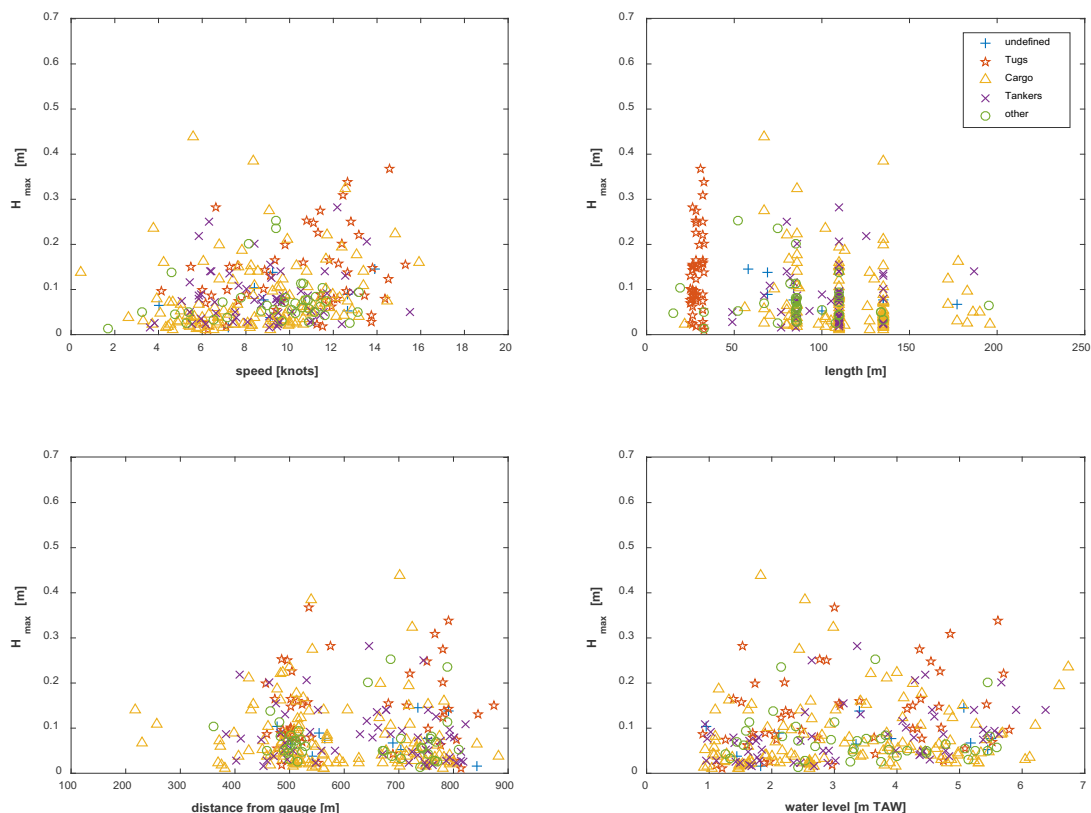 0.7
0.6
0.5
0.4
0.3
0.2
0.1
0
H max [m]
0 2 4 6 8 10 12 14 16 18 20
speed [knots]
0.7
0.6
0.5
0.4
0.3
0.2
0.1
0
H max [m]
0 50 100 150 200 250
length [m]
undefined
Tugs
Cargo
Tankers
other
0.7
0.6
0.5
0.4
0.3
0.2
0.1
0
H max [m]
100 200 300 400 500 600 700 800 900
distance from gauge [m]
0.7
0.6
0.5
0.4
0.3
0.2
0.1
0
H max [m]
0 1 2 3 4 5 6 7
water level [m TAW]